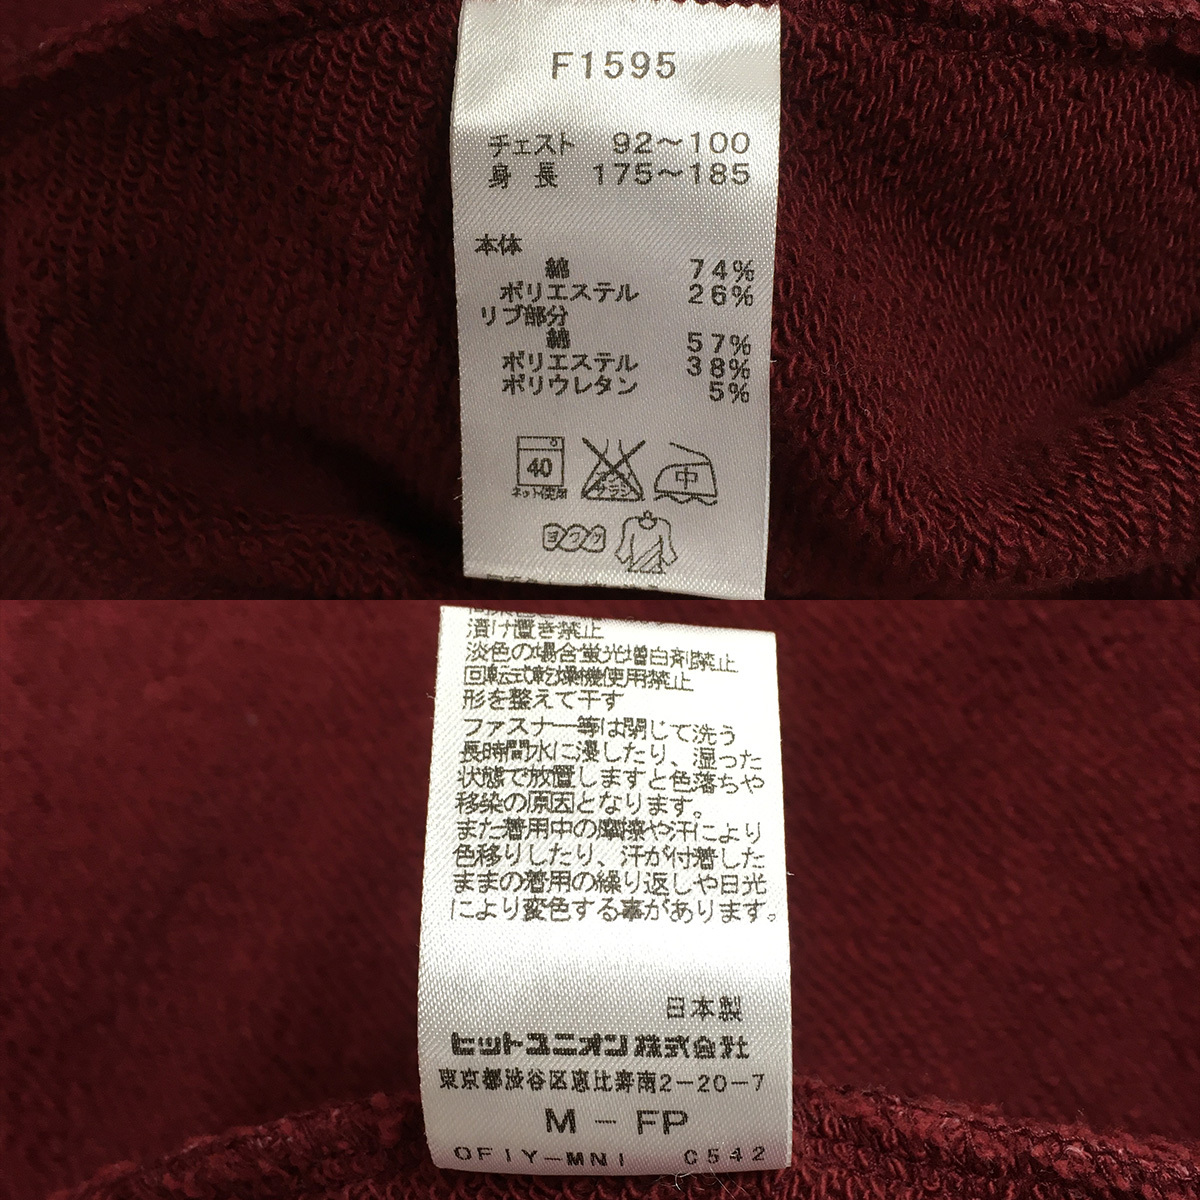 F1595
チェスト 92～100
身 長 175～185
本体
綿 74%
ポリエステル 26%
リブ部分
綿 57%
ポリエステル 38%
ポリウレタン 5%
40
ネット使用
エンソ サラシ
中
ヨワク
漬け置き禁止
淡色の場合蛍光増白剤禁止
回転式乾燥機使用禁止
形を整えて干す
ファスナー等は閉じて洗う
長時間水に浸したり、湿った
状態で放置しますと色落ちや
移染の原因となります。
また着用中の摩擦や汗により
色移りしたり、汗が付着した
ままの着用の繰り返しや日光
により変色する事があります。
日本製
ヒットユニオン株式会社
東京都渋谷区恵比寿南2-20-7
M - FP
OFIY-MNI C542